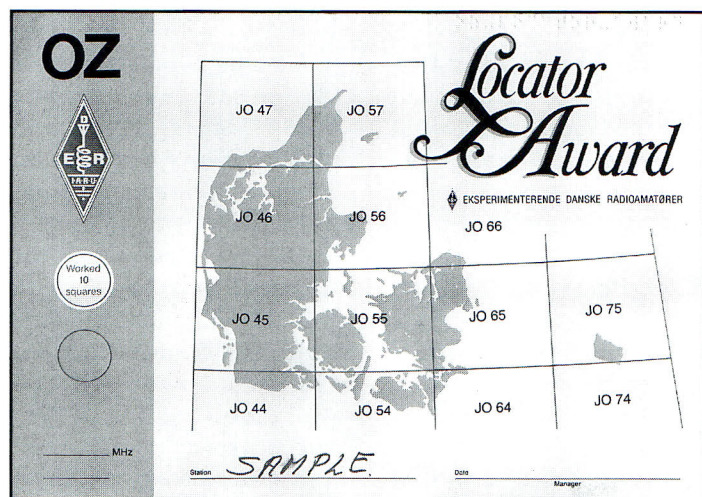 OZ
Locator
Award
EDR
I·A·R·U
EKSPERIMENTERENDE DANSKE RADIOAMATØRER
JO 47
JO 57
JO 46
JO 56
JO 66
JO 45
JO 55
JO 65
JO 75
JO 44
JO 54
JO 64
JO 74
Worked
10
squares
MHz
Station SAMPLE.
Date
Manager